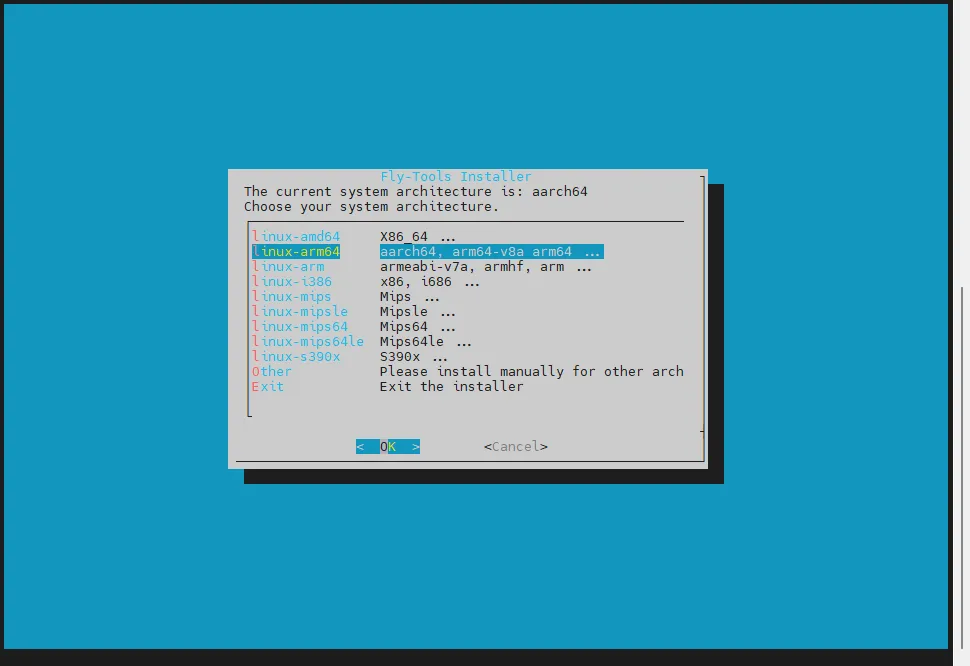 Fly-Tools Installer
The current system architecture is: aarch64
Choose your system architecture.
linux-amd64 X86_64 ...
linux-arm64 aarch64, arm64-v8a arm64 ...
linux-arm armeabi-v7a, armhf, arm ...
linux-i386 x86, i686 ...
linux-mips Mips ...
linux-mipsle Mipsle ...
linux-mips64 Mips64 ...
linux-mips64le Mips64le ...
linux-s390x S390x ...
Other Please install manually for other arch
Exit Exit the installer
< OK > <Cancel>